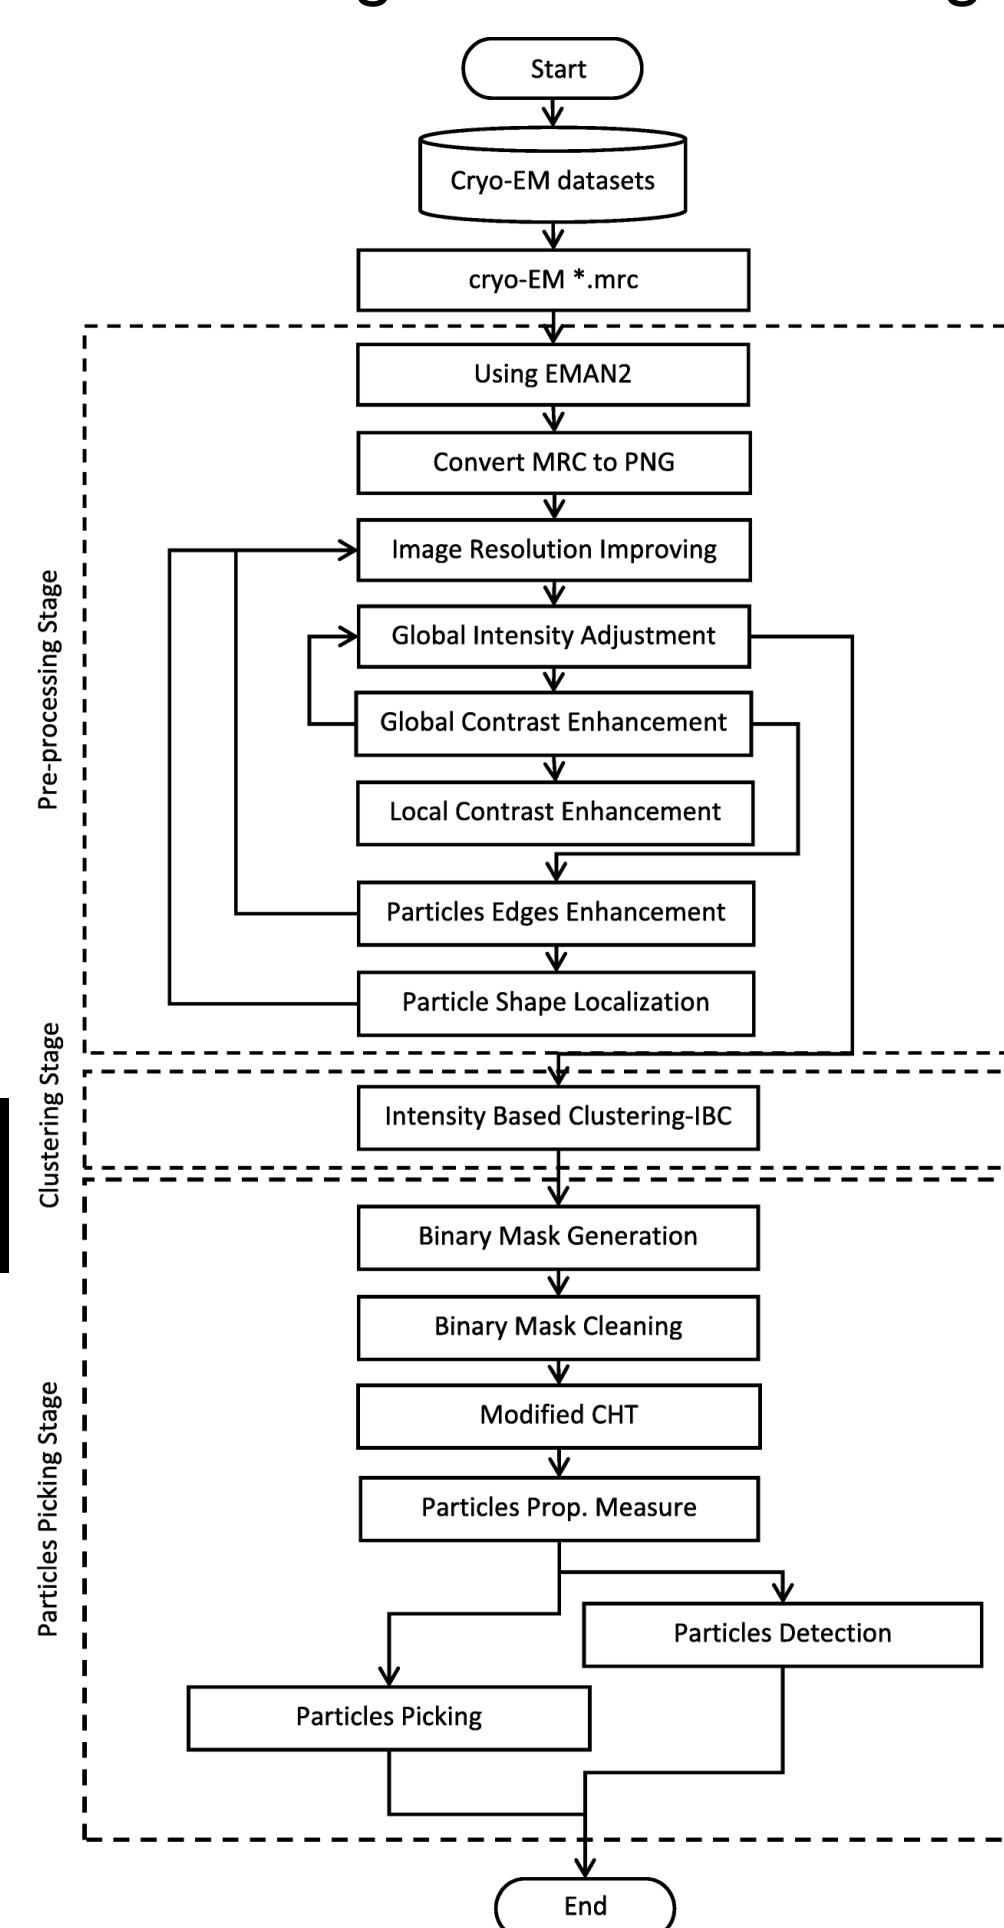 Start
Cryo-EM datasets
cryo-EM *.mrc
Using EMAN2
Convert MRC to PNG
Image Resolution Improving
Global Intensity Adjustment
Global Contrast Enhancement
Local Contrast Enhancement
Particles Edges Enhancement
Particle Shape Localization
Pre-processing Stage
Intensity Based Clustering-IBC
Clustering Stage
Binary Mask Generation
Binary Mask Cleaning
Modified CHT
Particles Prop. Measure
Particles Detection
Particles Picking
Particles Picking Stage
End